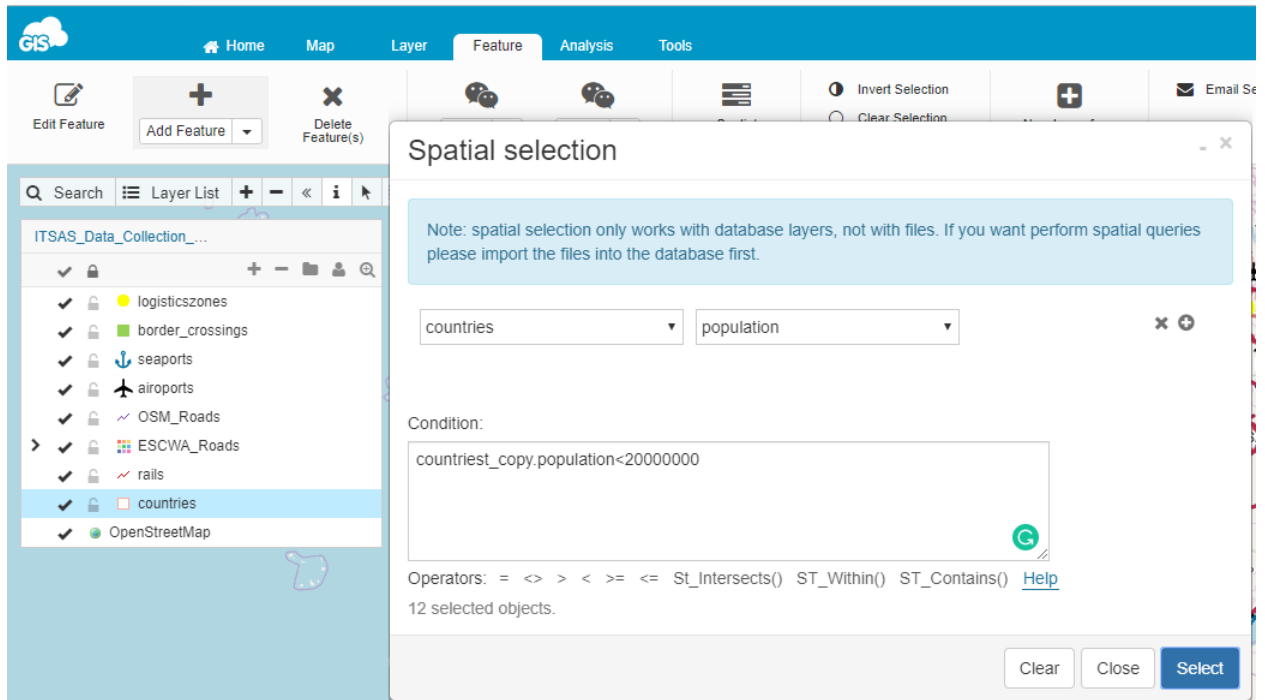 GIS
Home Map Layer Feature Analysis Tools
Edit Feature
Add Feature
Delete
Feature(s)
Invert Selection
Clear Selection
Email Se
Search Layer List
ITSAS_Data_Collection_...
logisticszones
border_crossings
seaports
airoports
OSM_Roads
ESCWA_Roads
rails
countries
OpenStreetMap
Spatial selection
Note: spatial selection only works with database layers, not with files. If you want perform spatial queries
please import the files into the database first.
countries population
Condition:
countriest_copy.population<20000000
Operators: = <> > < >= <= St_Intersects() ST_Within() ST_Contains() Help
12 selected objects.
Clear Close Select